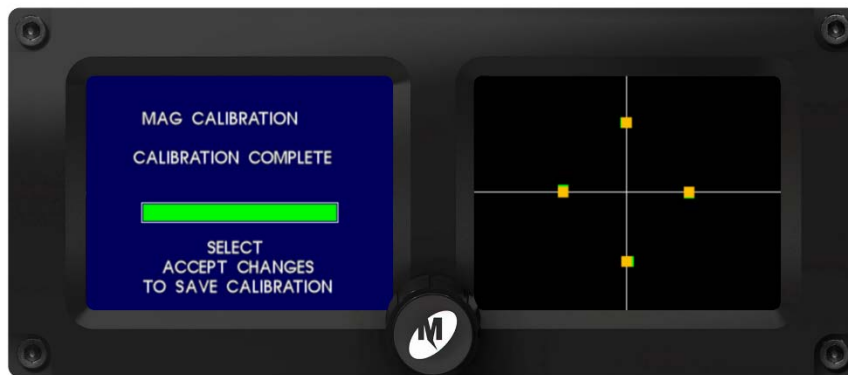 MAG CALIBRATION
CALIBRATION COMPLETE
SELECT
ACCEPT CHANGES
TO SAVE CALIBRATION
M